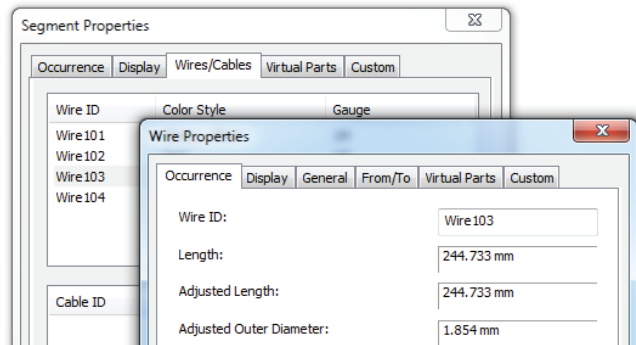 Segment Properties
Occurrence Display Wires/Cables Virtual Parts Custom
Wire ID Color Style Gauge
Wire101
Wire102
Wire103
Wire104
Cable ID
Wire Properties
Occurrence Display General From/To Virtual Parts Custom
Wire ID: Wire103
Length: 244.733 mm
Adjusted Length: 244.733 mm
Adjusted Outer Diameter: 1.854 mm